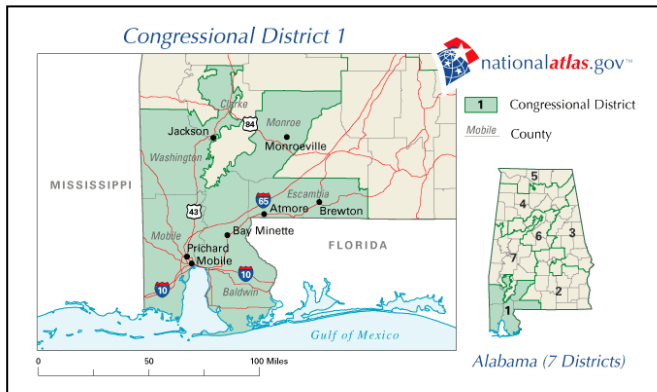 Congressional District 1
nationalatlas.gov™
1 Congressional District
Mobile County
Clarke
84
Monroe
Jackson
Monroeville
Washington
MISSISSIPPI
Escambia
65
Atmore
Brewton
43
Bay Minette
Mobile
FLORIDA
Prichard
Mobile
10
10
Baldwin
Gulf of Mexico
0
50
100 Miles
5
4
3
6
7
2
1
Alabama (7 Districts)